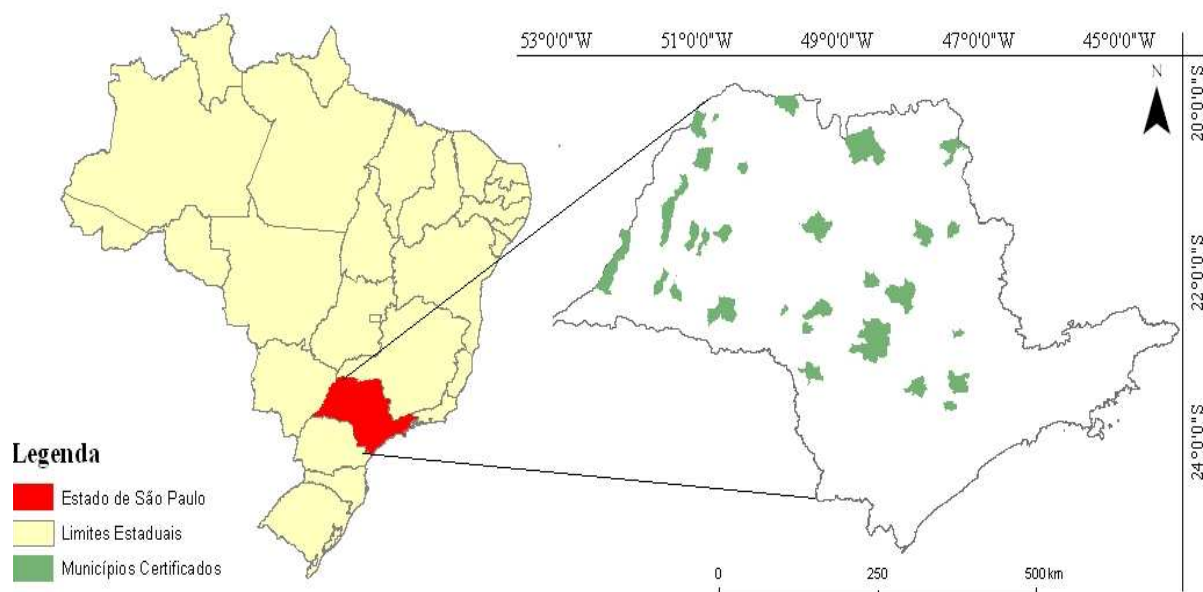 53°0'0"W 51°0'0"W 49°0'0"W 47°0'0"W 45°0'0"W
N
20°0'0"S
22°0'0"S
24°0'0"S
Legenda
Estado de São Paulo
Limites Estaduais
Municípios Certificados
0 250 500 km